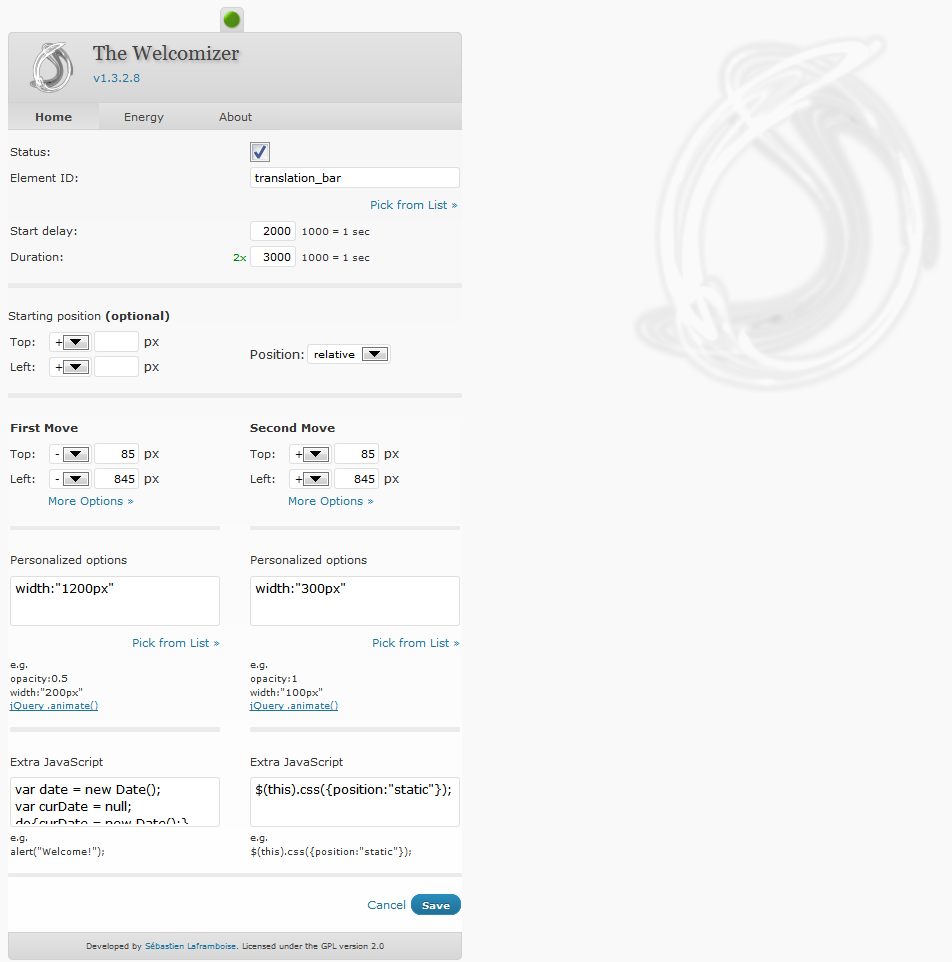 The Welcomizer
v1.3.2.8
Home Energy About
Status:
Element ID: translation_bar
Pick from List »
Start delay: 2000 1000 = 1 sec
Duration: 2x 3000 1000 = 1 sec
Starting position (optional)
Top: + px
Position: relative
Left: + px
First Move Second Move
Top: - 85 px Top: + 85 px
Left: - 845 px Left: + 845 px
More Options » More Options »
Personalized options Personalized options
width:"1200px" width:"300px"
Pick from List » Pick from List »
e.g. e.g.
opacity:0.5 opacity:1
width:"200px" width:"100px"
jQuery .animate() jQuery .animate()
Extra JavaScript Extra JavaScript
var date = new Date(); $(this).css({position:"static"});
var curDate = null;
do{curDate = new Date();}
e.g. e.g.
alert("Welcome!"); $(this).css({position:"static"});
Cancel Save
Developed by Sébastien Laframboise. Licensed under the GPL version 2.0